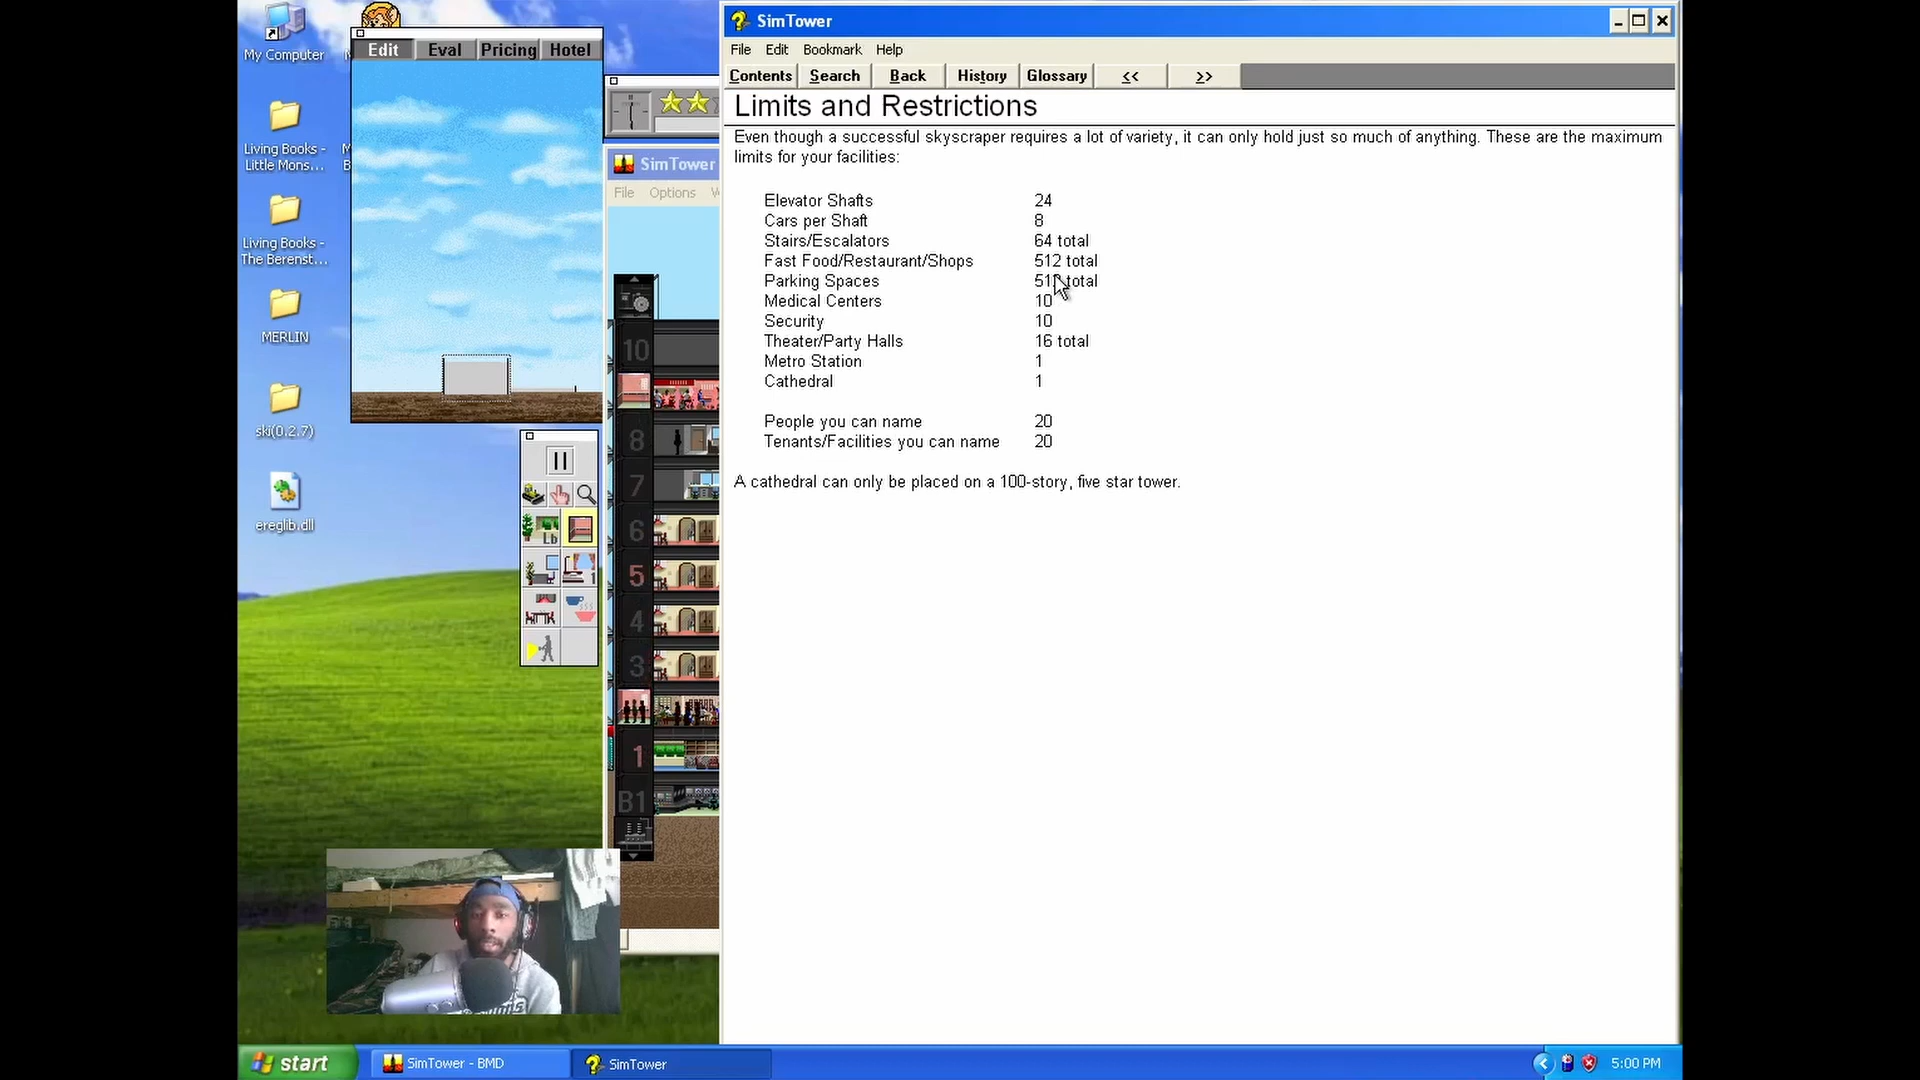 My Computer
Living Books -
Little Mons...
Living Books -
The Berenst...
MERLIN
ski(0.2.7)
ereglib.dll
Edit Eval Pricing Hotel
Lb
1
SimTower
File Options
10
8
7
6
5
4
3
1
B1
SimTower
File Edit Bookmark Help
Contents Search Back History Glossary << >>
Limits and Restrictions
Even though a successful skyscraper requires a lot of variety, it can only hold just so much of anything. These are the maximum
limits for your facilities:
Elevator Shafts 24
Cars per Shaft 8
Stairs/Escalators 64 total
Fast Food/Restaurant/Shops 512 total
Parking Spaces 512 total
Medical Centers 10
Security 10
Theater/Party Halls 16 total
Metro Station 1
Cathedral 1
People you can name 20
Tenants/Facilities you can name 20
A cathedral can only be placed on a 100-story, five star tower.
start SimTower - BMD SimTower 5:00 PM